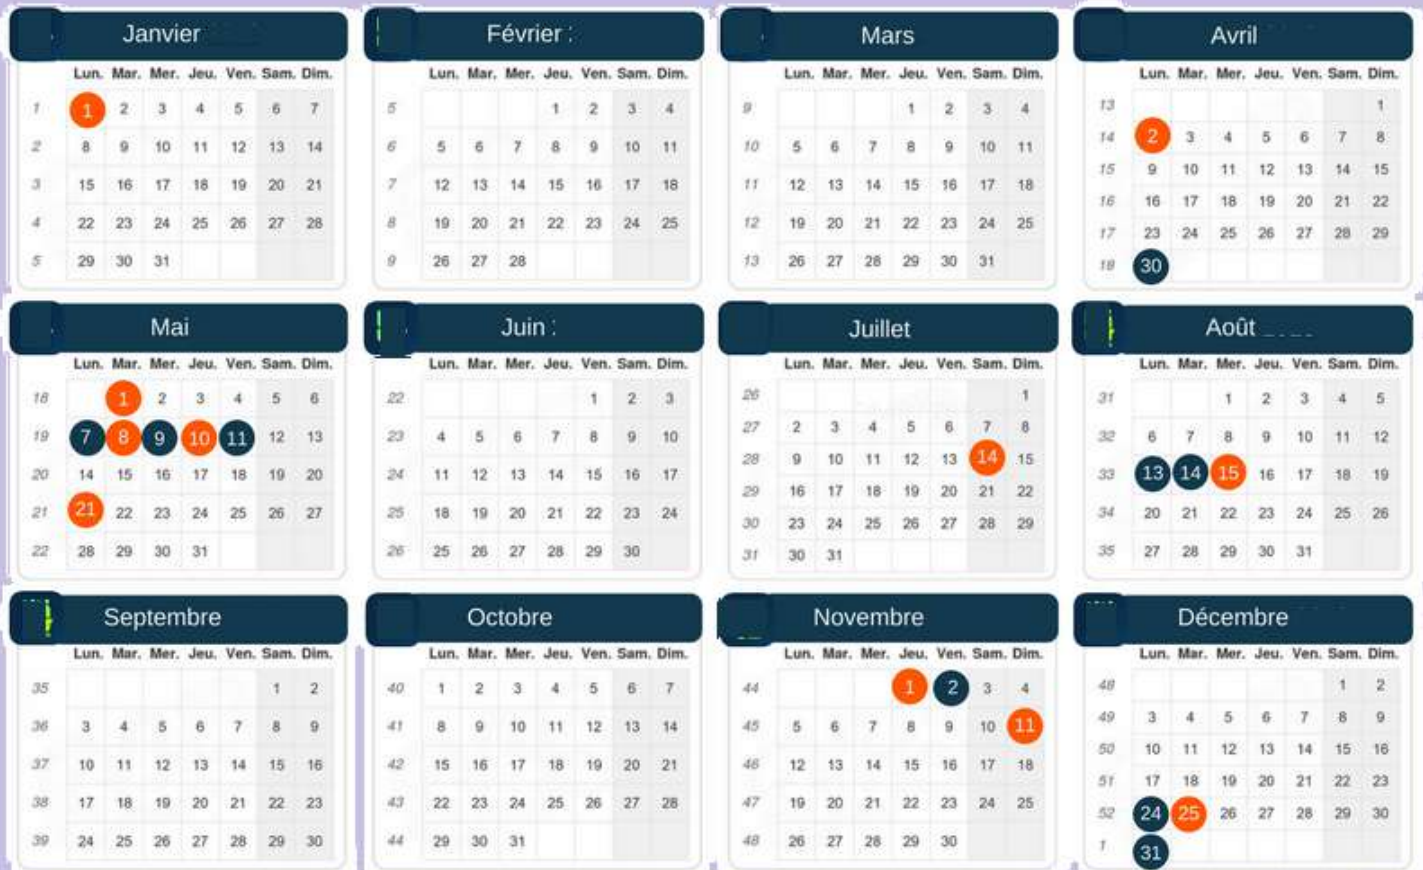 Janvier
Lun. Mar. Mer. Jeu. Ven. Sam. Dim.
1 1 2 3 4 5 6 7
2 8 9 10 11 12 13 14
3 15 16 17 18 19 20 21
4 22 23 24 25 26 27 28
5 29 30 31
Février :
Lun. Mar. Mer. Jeu. Ven. Sam. Dim.
5 1 2 3 4
6 5 6 7 8 9 10 11
7 12 13 14 15 16 17 18
8 19 20 21 22 23 24 25
9 26 27 28
Mars
Lun. Mar. Mer. Jeu. Ven. Sam. Dim.
9 1 2 3 4
10 5 6 7 8 9 10 11
11 12 13 14 15 16 17 18
12 19 20 21 22 23 24 25
13 26 27 28 29 30 31
Avril
Lun. Mar. Mer. Jeu. Ven. Sam. Dim.
13 1
14 2 3 4 5 6 7 8
15 9 10 11 12 13 14 15
16 16 17 18 19 20 21 22
17 23 24 25 26 27 28 29
18 30
Mai
Lun. Mar. Mer. Jeu. Ven. Sam. Dim.
18 1 2 3 4 5 6
19 7 8 9 10 11 12 13
20 14 15 16 17 18 19 20
21 21 22 23 24 25 26 27
22 28 29 30 31
Juin :
Lun. Mar. Mer. Jeu. Ven. Sam. Dim.
22 1 2 3
23 4 5 6 7 8 9 10
24 11 12 13 14 15 16 17
25 18 19 20 21 22 23 24
26 25 26 27 28 29 30
Juillet
Lun. Mar. Mer. Jeu. Ven. Sam. Dim.
26 1
27 2 3 4 5 6 7 8
28 9 10 11 12 13 14 15
29 16 17 18 19 20 21 22
30 23 24 25 26 27 28 29
31 30 31
Août
Lun. Mar. Mer. Jeu. Ven. Sam. Dim.
31 1 2 3 4 5
32 6 7 8 9 10 11 12
33 13 14 15 16 17 18 19
34 20 21 22 23 24 25 26
35 27 28 29 30 31
Septembre
Lun. Mar. Mer. Jeu. Ven. Sam. Dim.
35 1 2
36 3 4 5 6 7 8 9
37 10 11 12 13 14 15 16
38 17 18 19 20 21 22 23
39 24 25 26 27 28 29 30
Octobre
Lun. Mar. Mer. Jeu. Ven. Sam. Dim.
40 1 2 3 4 5 6 7
41 8 9 10 11 12 13 14
42 15 16 17 18 19 20 21
43 22 23 24 25 26 27 28
44 29 30 31
Novembre
Lun. Mar. Mer. Jeu. Ven. Sam. Dim.
44 1 2 3 4
45 5 6 7 8 9 10 11
46 12 13 14 15 16 17 18
47 19 20 21 22 23 24 25
48 26 27 28 29 30
Décembre
Lun. Mar. Mer. Jeu. Ven. Sam. Dim.
48 1 2
49 3 4 5 6 7 8 9
50 10 11 12 13 14 15 16
51 17 18 19 20 21 22 23
52 24 25 26 27 28 29 30
1 31